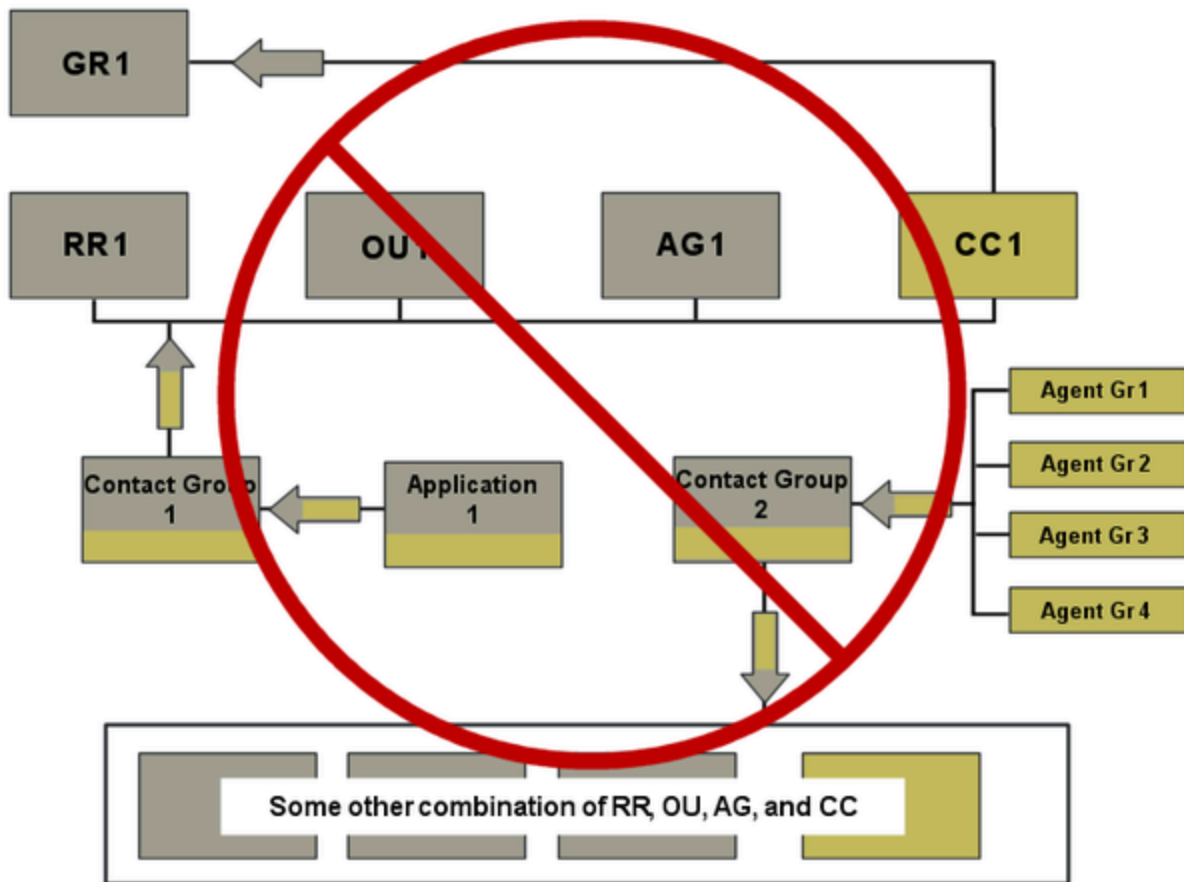 GR1
RR1
OU1
AG1
CC1
Agent Gr1
Agent Gr2
Agent Gr3
Agent Gr4
Contact Group
1
Application
1
Contact Group
2
Some other combination of RR, OU, AG, and CC